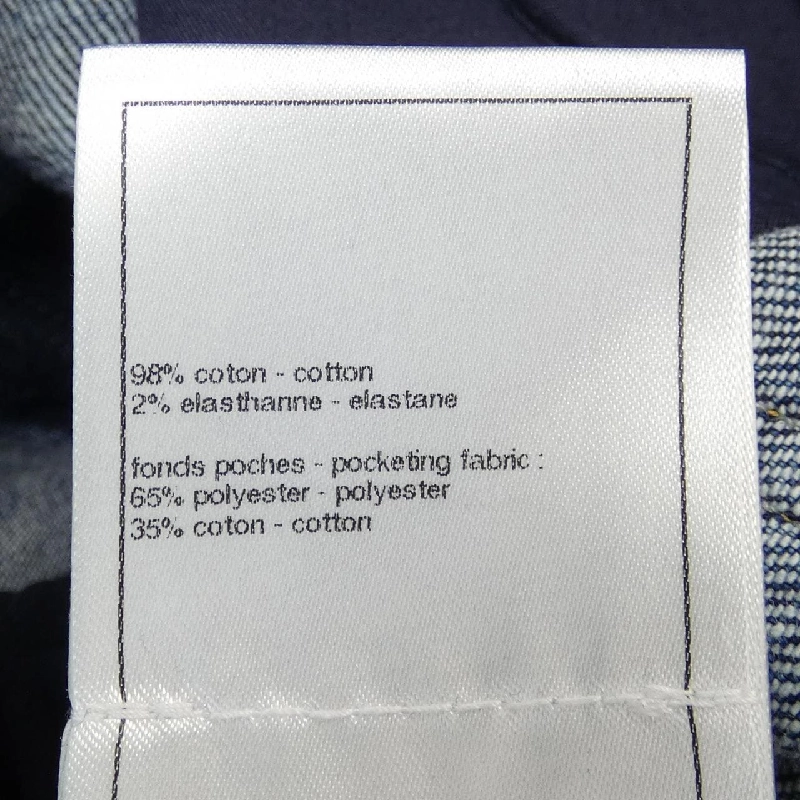 98% coton - cotton
2% elasthanne - elastane
fonds poches - pocketing fabric :
65% polyester - polyester
35% coton - cotton